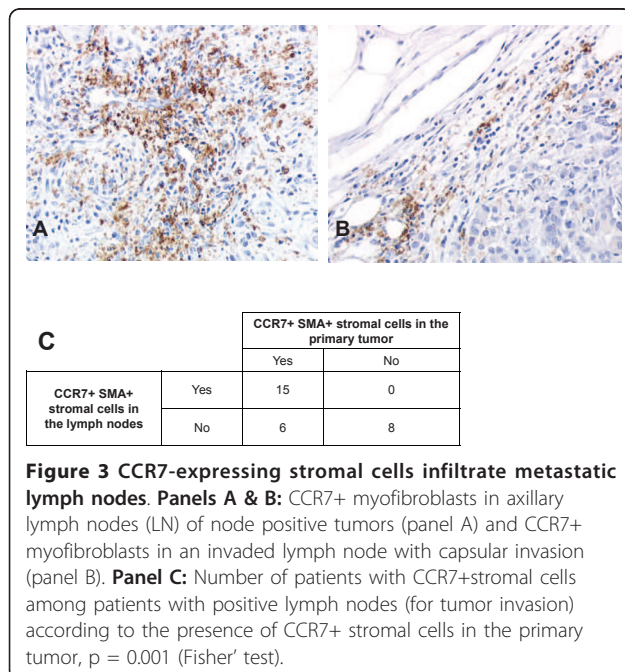 A
B
C
CCR7+ SMA+ stromal cells in the
primary tumor
Yes No
CCR7+ SMA+
stromal cells in
the lymph nodes
Yes 15 0
No 6 8
Figure 3 CCR7-expressing stromal cells infiltrate metastatic
lymph nodes. Panels A & B: CCR7+ myofibroblasts in axillary
lymph nodes (LN) of node positive tumors (panel A) and CCR7+
myofibroblasts in an invaded lymph node with capsular invasion
(panel B). Panel C: Number of patients with CCR7+stromal cells
among patients with positive lymph nodes (for tumor invasion)
according to the presence of CCR7+ stromal cells in the primary
tumor, p = 0.001 (Fisher' test).